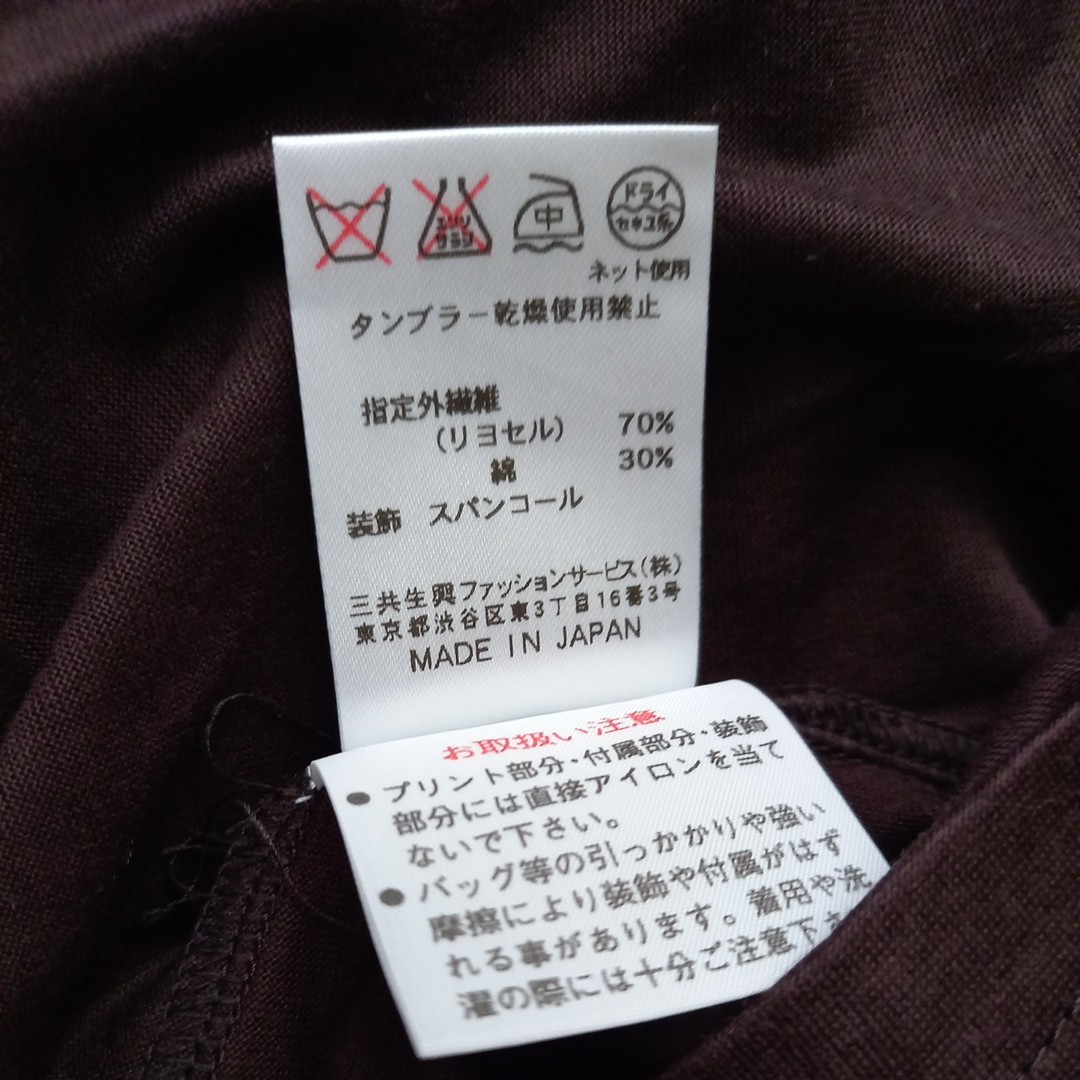 エンソ
サラシ
中
ドライ
セキユ系
ネット使用
タンブラー乾燥使用禁止
指定外繊維
(リヨセル) 70%
綿 30%
装飾 スパンコール
三共生興ファッションサービス(株)
東京都渋谷区東3丁目16番3号
MADE IN JAPAN
お取扱い注意
● プリント部分・付属部分・装飾
部分には直接アイロンを当て
ないで下さい。
● バッグ等の引っかかりや強い
摩擦により装飾や付属がはず
れる事があります。着用や洗
濯の際には十分ご注意下さ